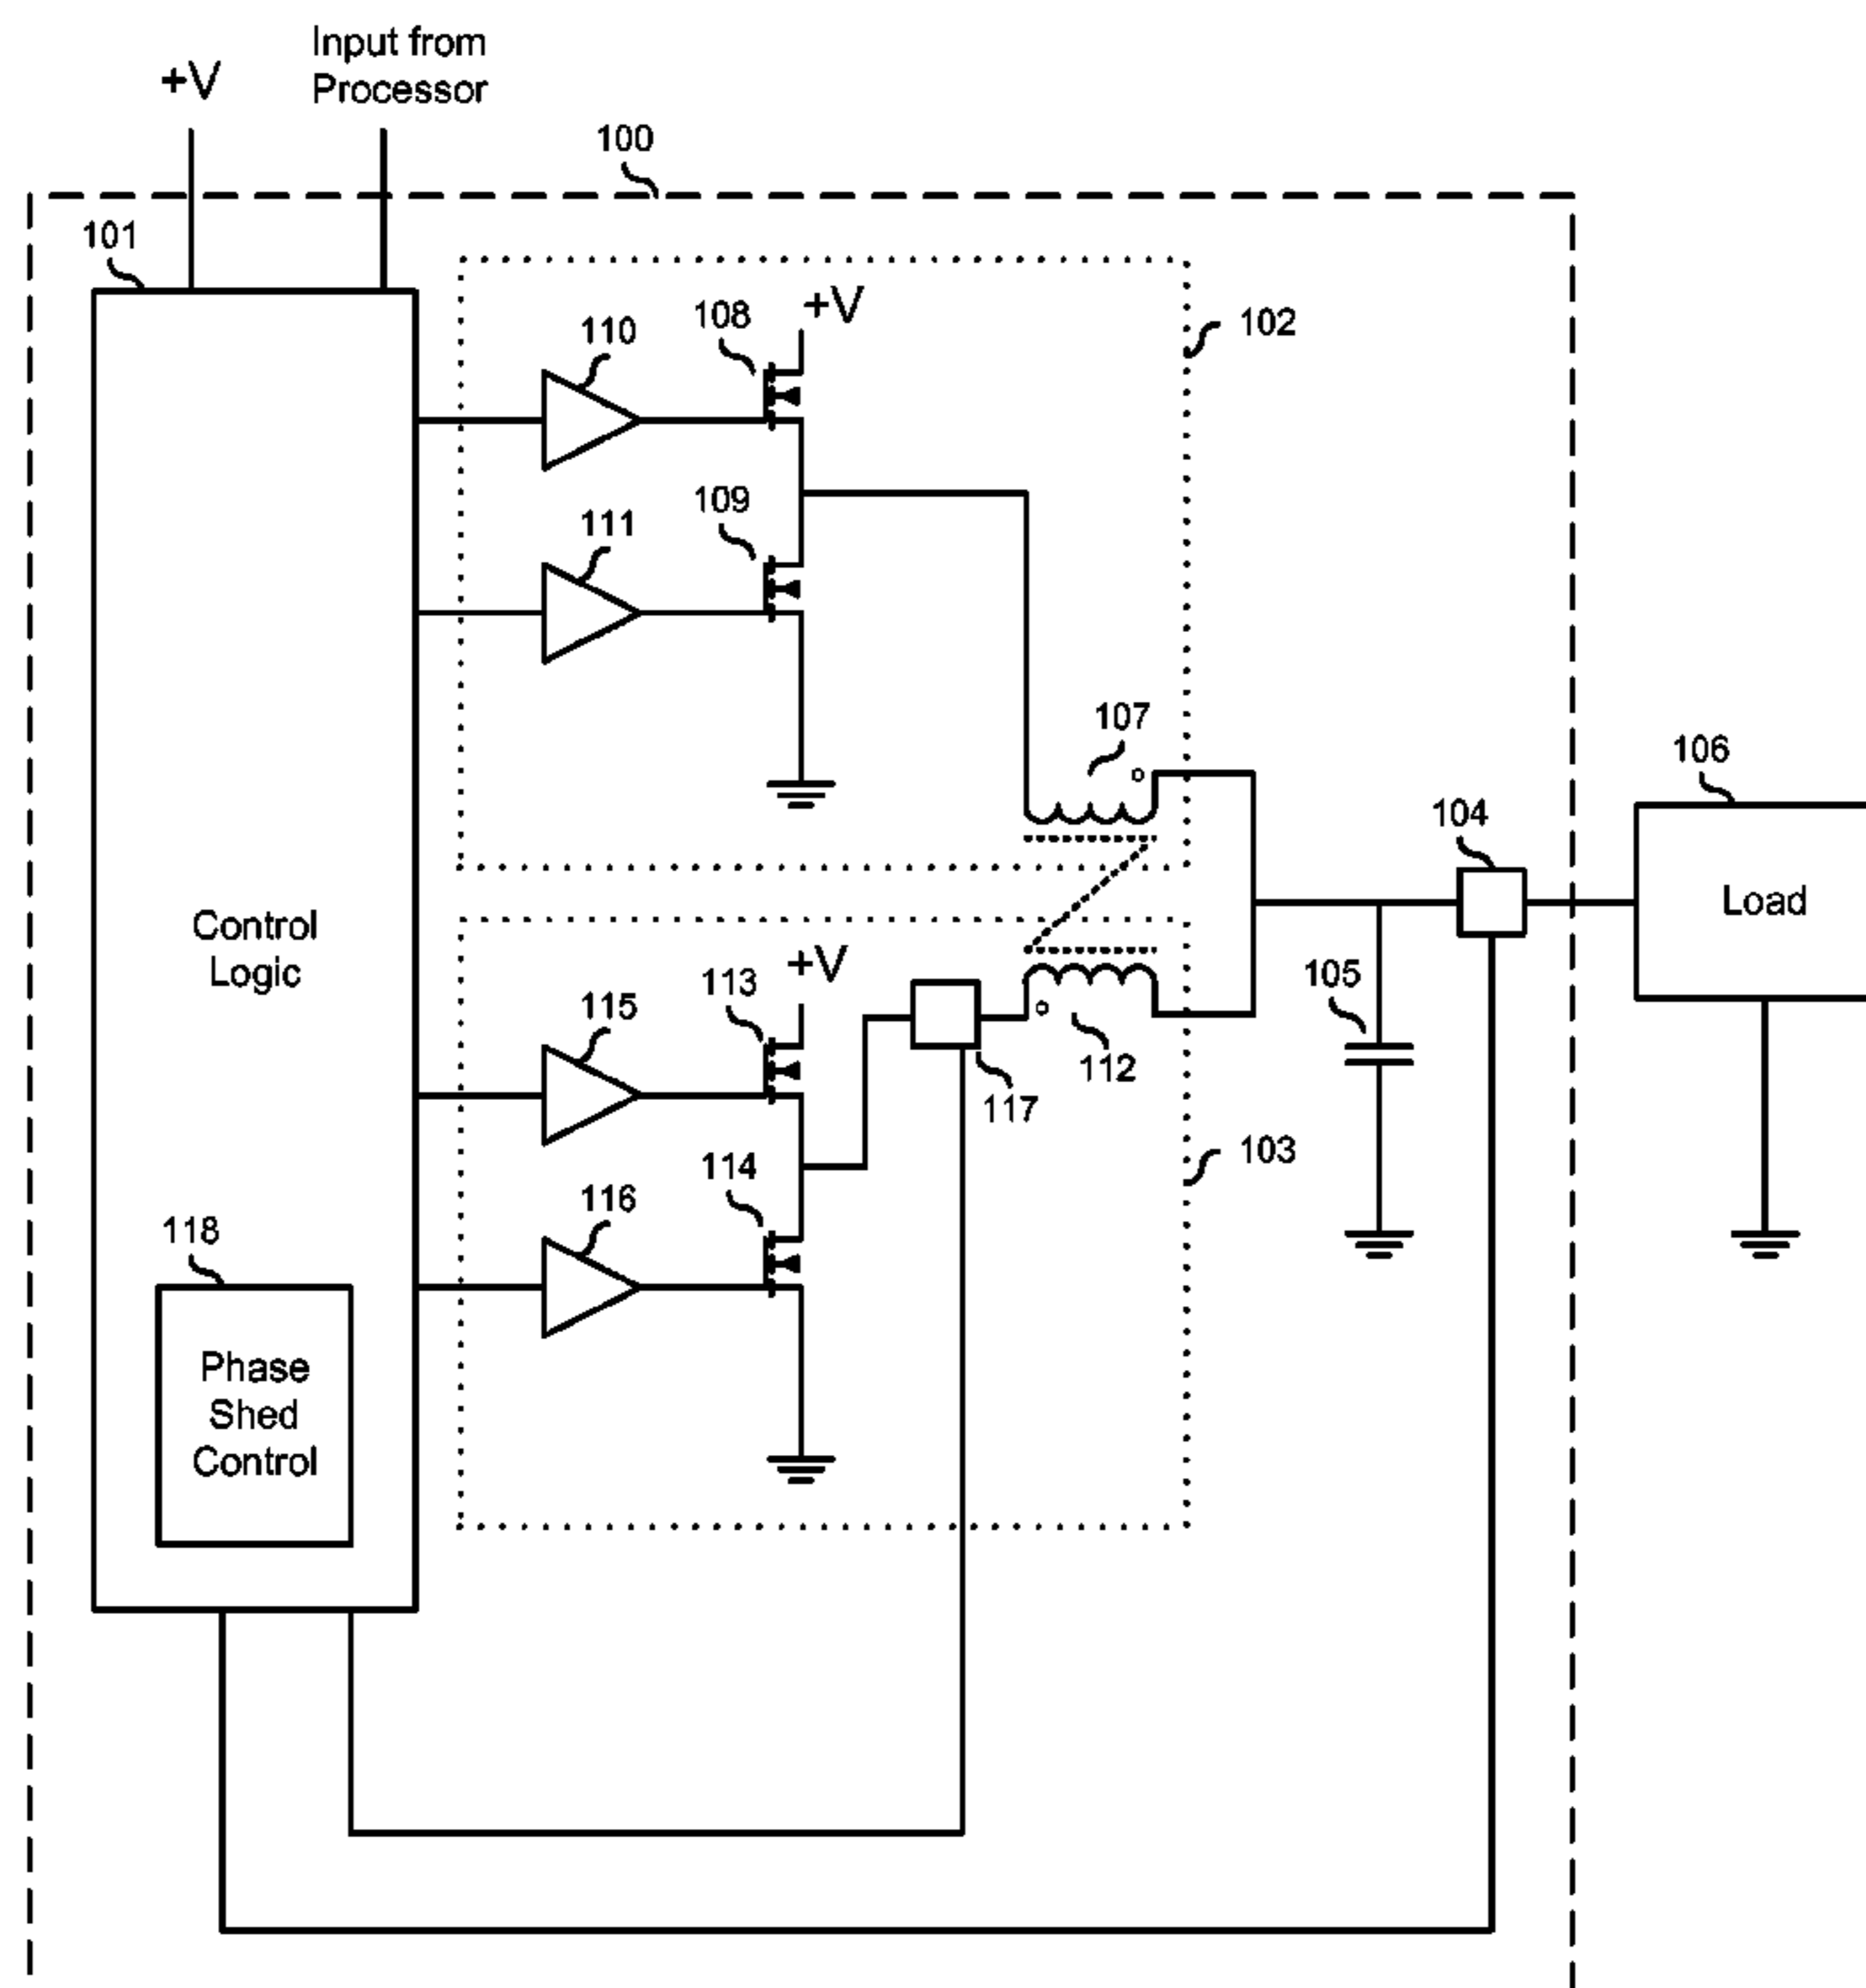 Input from
Processor
+V
100
101
102
108
+V
110
109
111
107
106
104
Load
Control
Logic
105
+V
113
115
112
117
103
114
116
118
Phase
Shed
Control